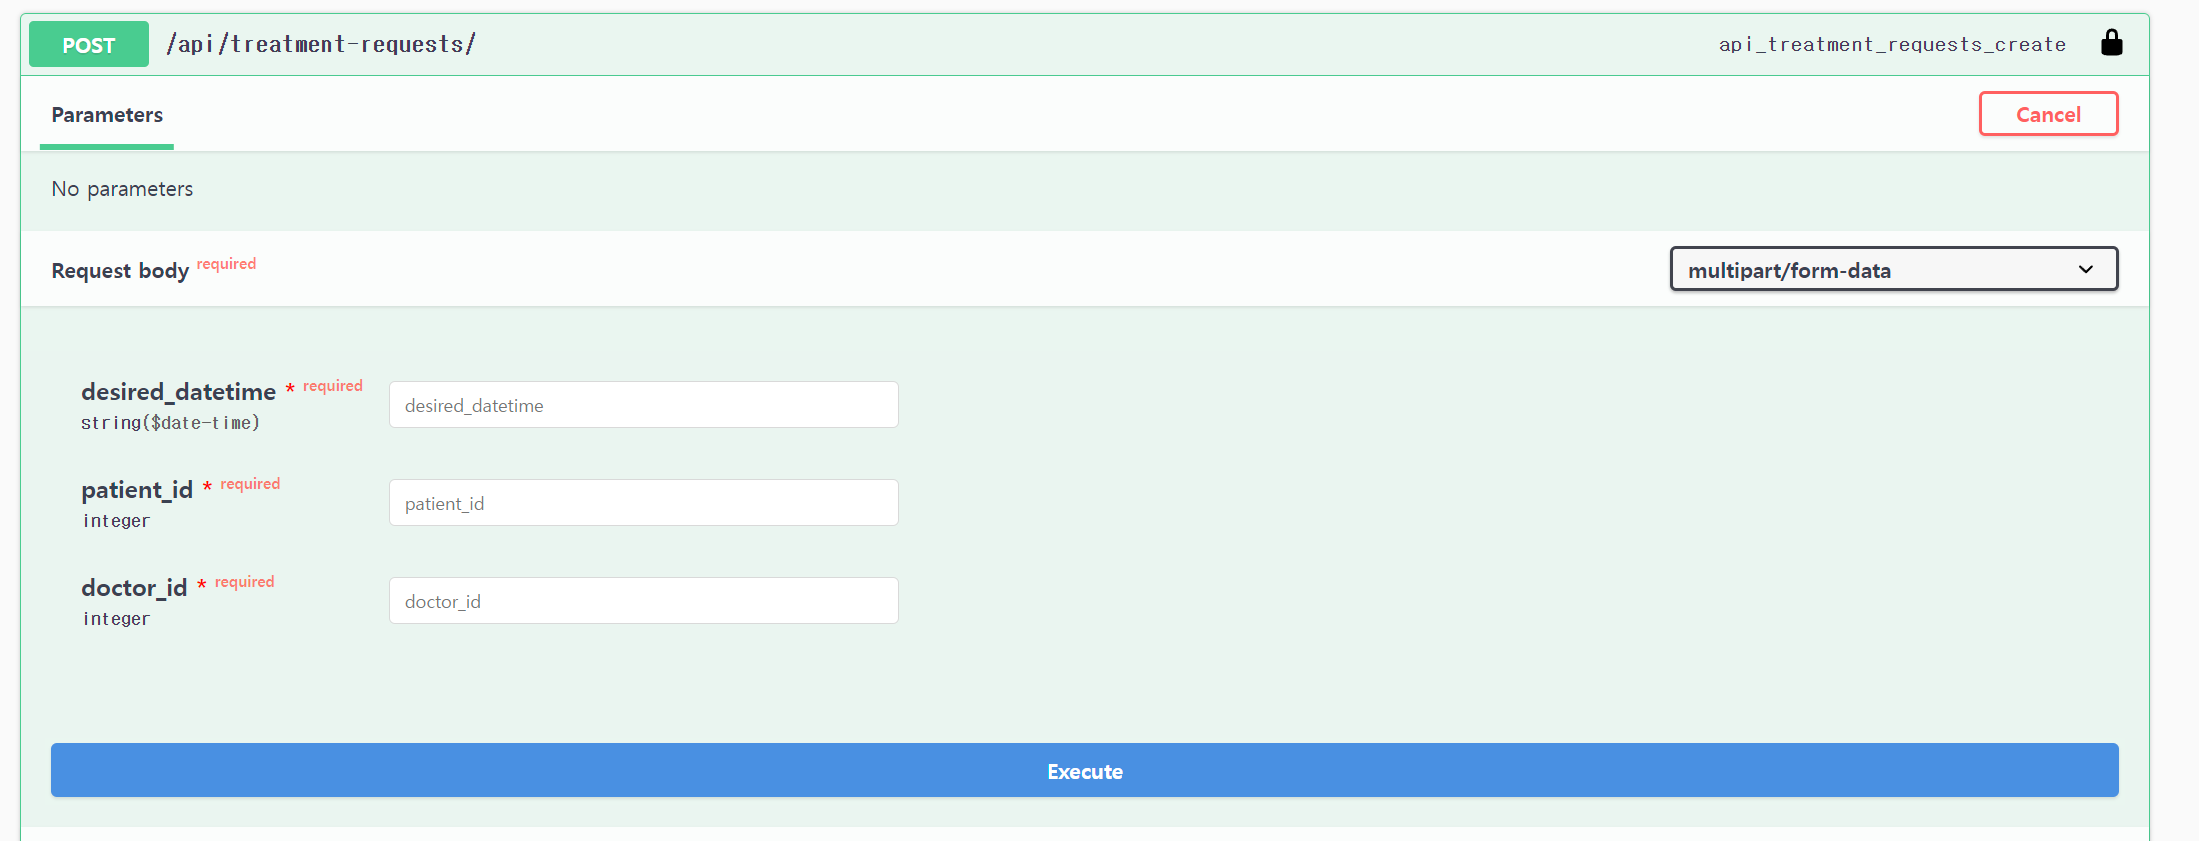 POST /api/treatment-requests/ api_treatment_requests_create
Parameters Cancel
No parameters
Request body required multipart/form-data
desired_datetime * required
string($date-time)
desired_datetime
patient_id * required
integer
patient_id
doctor_id * required
integer
doctor_id
Execute